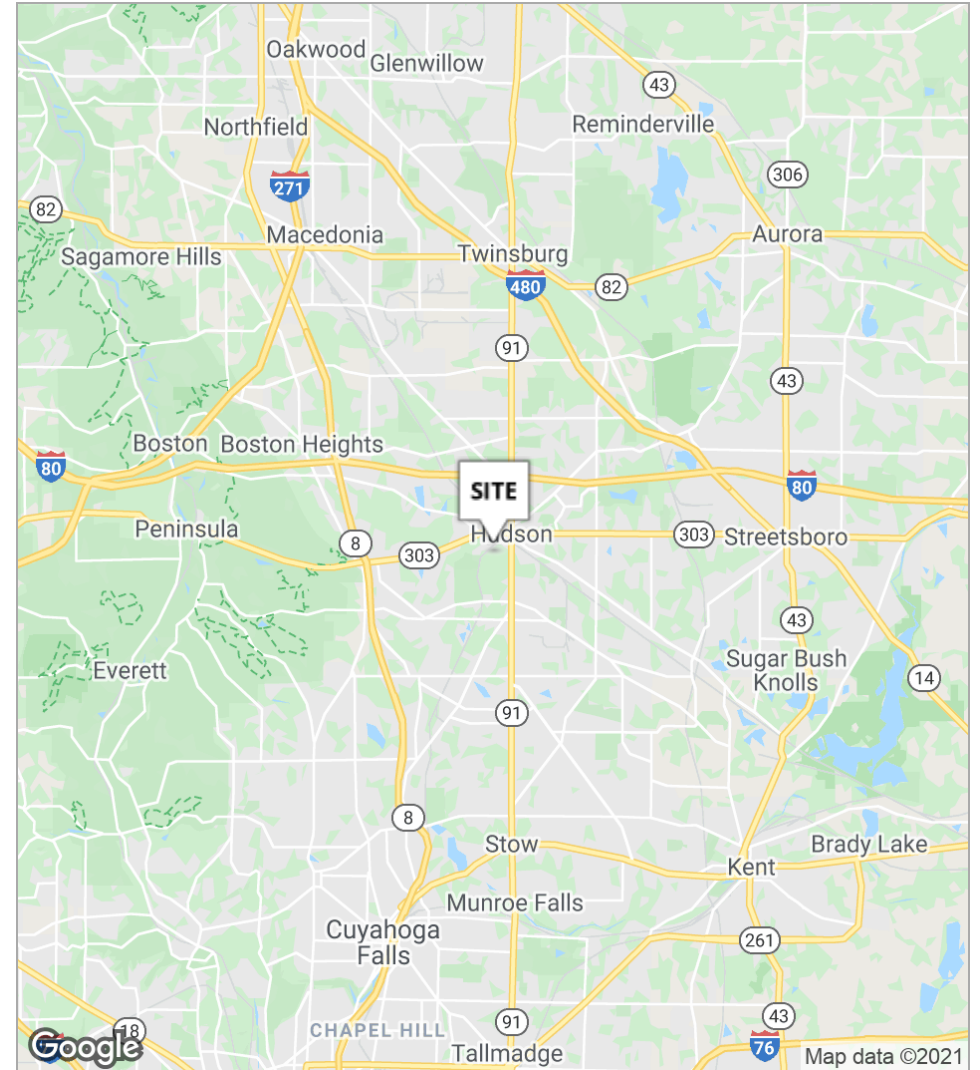 Oakwood
Glenwillow
43
Northfield
Reminderville
306
271
82
Macedonia
Aurora
Sagamore Hills
Twinsburg
480
82
91
43
Boston
Boston Heights
80
80
SITE
Peninsula
Hudson
303
Streetsboro
8
303
43
Everett
Sugar Bush
Knolls
14
91
8
Stow
Brady Lake
Kent
Munroe Falls
Cuyahoga
Falls
261
CHAPEL HILL
91
43
18
Google
Tallmadge
76
Map data ©2021